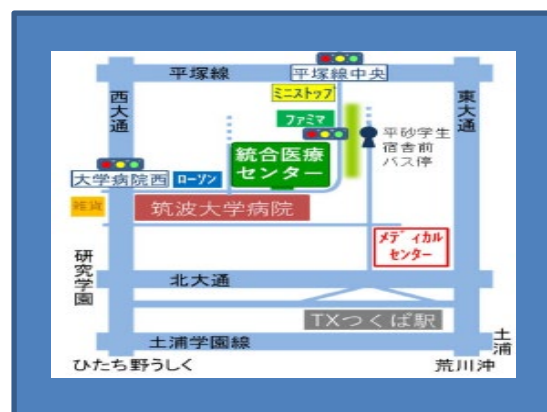 平塚線
平塚線中央
ミニストップ
ファミマ
西大通
東大通
平砂学生
宿舎前
バス停
統合医療
センター
大学病院西
ローソン
雑貨
筑波大学病院
メディカル
センター
研究学園
北大通
TXつくば駅
土浦学園線
土浦
ひたち野うしく
荒川沖